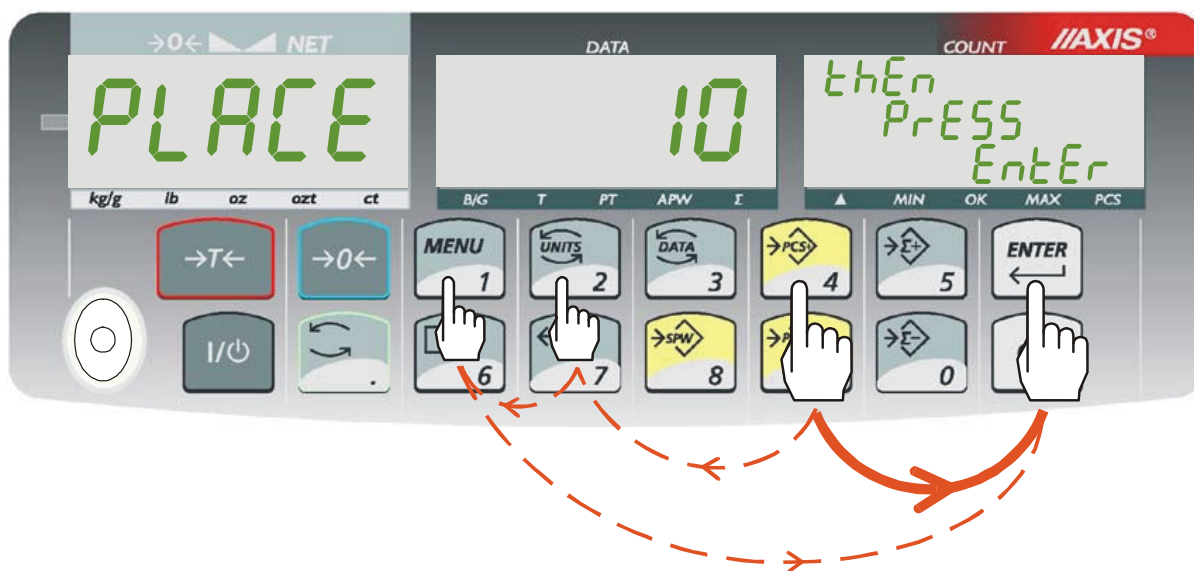 →0← NET DATA COUNT //AXIS®
PLACE 10 thEn
PrESS
EntEr
kg/g lb oz ozt ct B/G T PT APW Σ ▲ MIN OK MAX PCS
→T← →0← MENU 1 UNITS 2 DATA 3 →PCS 4 →Σ+ 5 ENTER
I/⏻ . 6 7 →SPW 8 0 →Σ-